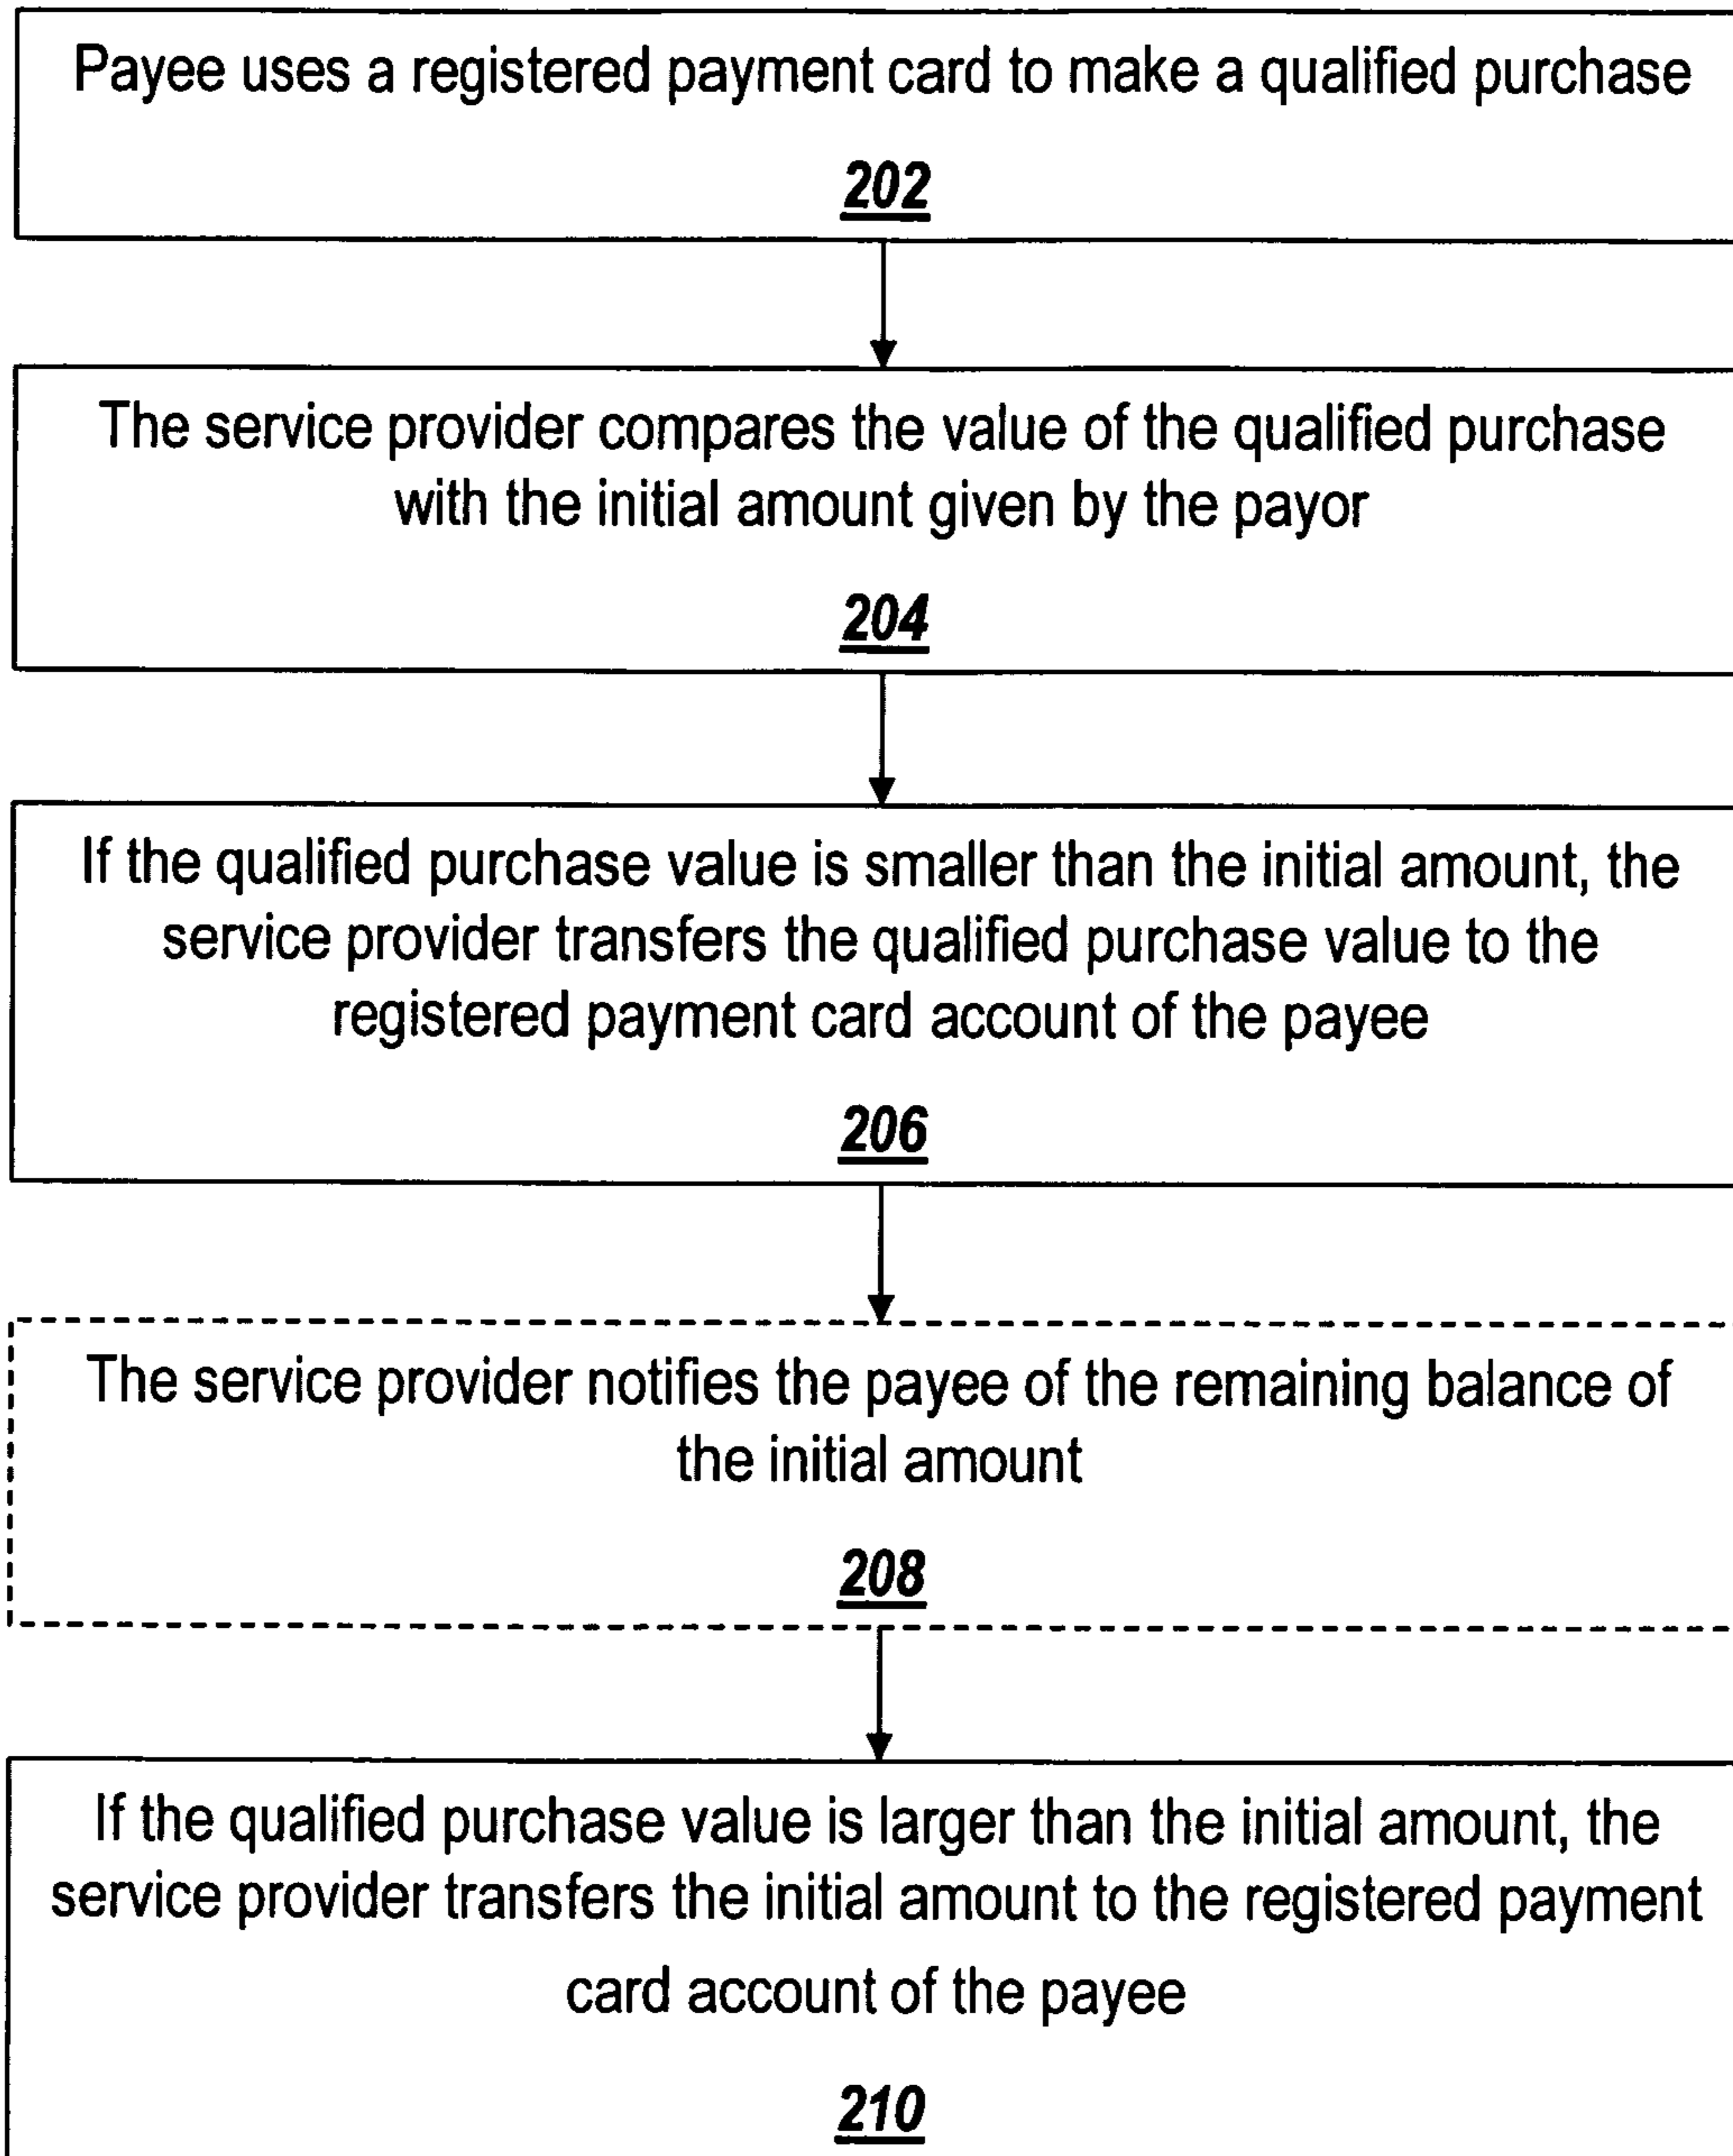 Payee uses a registered payment card to make a qualified purchase
202
The service provider compares the value of the qualified purchase
with the initial amount given by the payor
204
If the qualified purchase value is smaller than the initial amount, the
service provider transfers the qualified purchase value to the
registered payment card account of the payee
206
The service provider notifies the payee of the remaining balance of
the initial amount
208
If the qualified purchase value is larger than the initial amount, the
service provider transfers the initial amount to the registered payment
card account of the payee
210